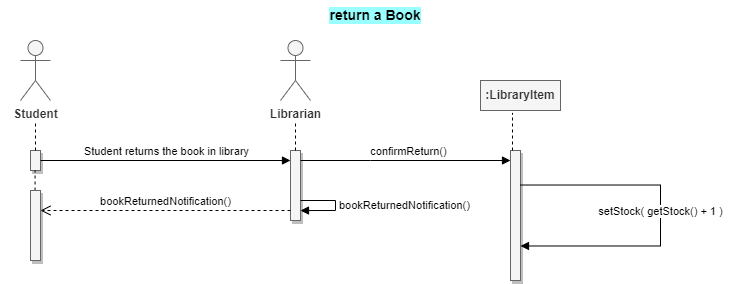 return a Book
Student
Librarian
:LibraryItem
Student returns the book in library
confirmReturn()
bookReturnedNotification()
bookReturnedNotification()
setStock( getStock() + 1 )